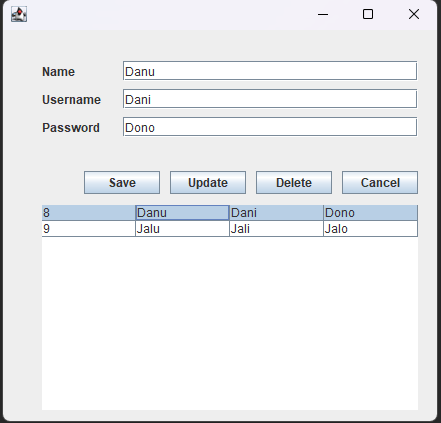 Name Danu
Username Dani
Password Dono
Save Update Delete Cancel
8 Danu Dani Dono
9 Jalu Jali Jalo